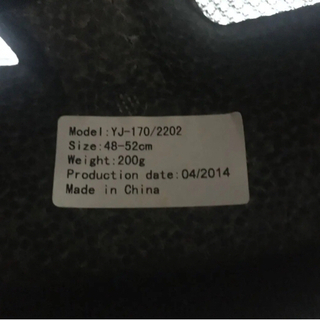 Model:YJ-170/2202
Size:48-52cm
Weight:200g
Production date:04/2014
Made in China